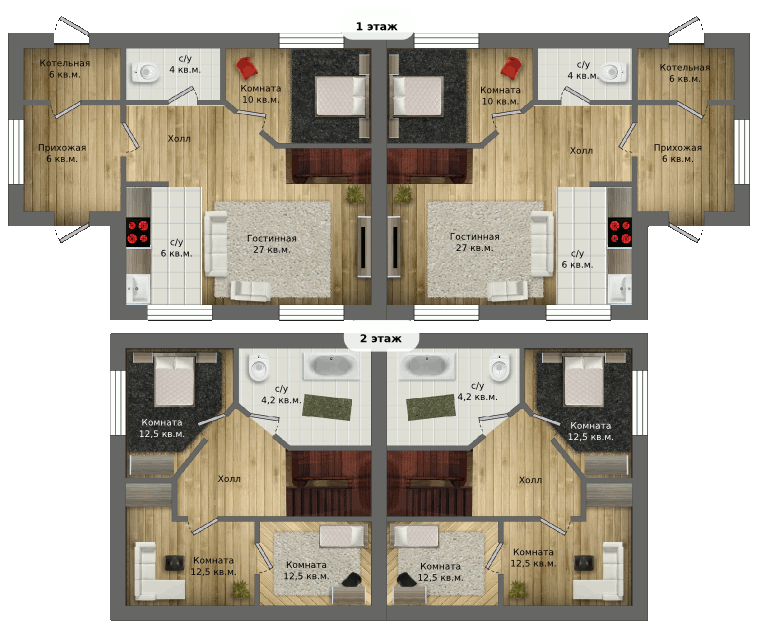 1 этаж
Котельная
6 кв.м.
с/у
4 кв.м.
Комната
10 кв.м.
Комната
10 кв.м.
с/у
4 кв.м.
Котельная
6 кв.м.
Прихожая
6 кв.м.
Холл
Холл
Прихожая
6 кв.м.
с/у
6 кв.м.
Гостинная
27 кв.м.
Гостинная
27 кв.м.
с/у
6 кв.м.
2 этаж
Комната
12,5 кв.м.
с/у
4,2 кв.м.
с/у
4,2 кв.м.
Комната
12,5 кв.м.
Холл
Холл
Комната
12,5 кв.м.
Комната
12,5 кв.м.
Комната
12,5 кв.м.
Комната
12,5 кв.м.